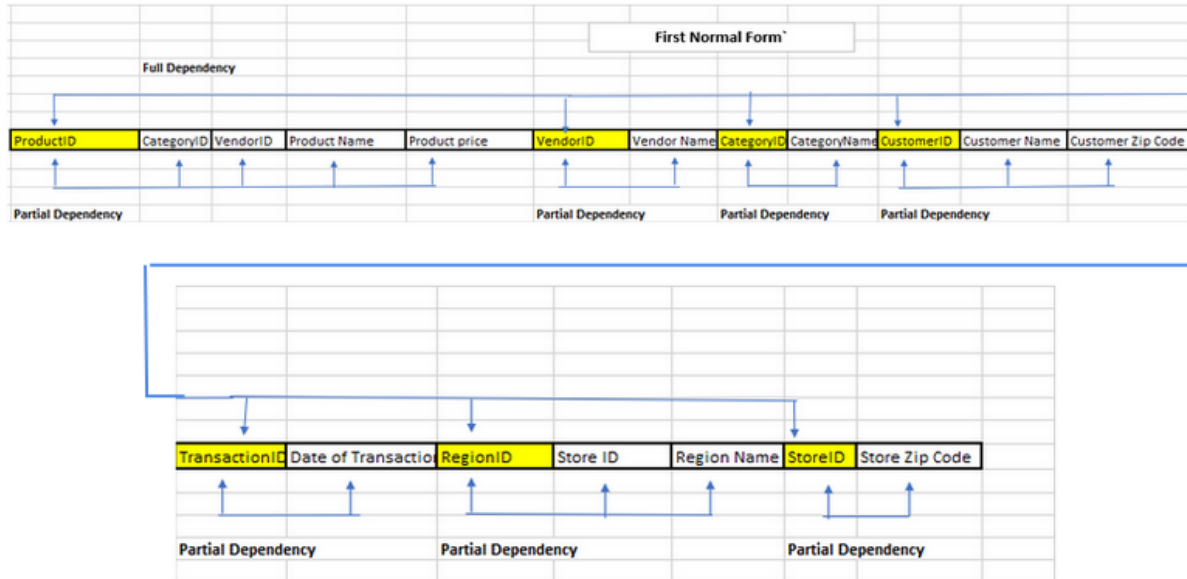 First Normal Form`
Full Dependency
ProductID CategoryID VendorID Product Name Product price VendorID Vendor Name CategoryID CategoryName CustomerID Customer Name Customer Zip Code
Partial Dependency Partial Dependency Partial Dependency Partial Dependency
TransactionID Date of Transaction RegionID Store ID Region Name StoreID Store Zip Code
Partial Dependency Partial Dependency Partial Dependency